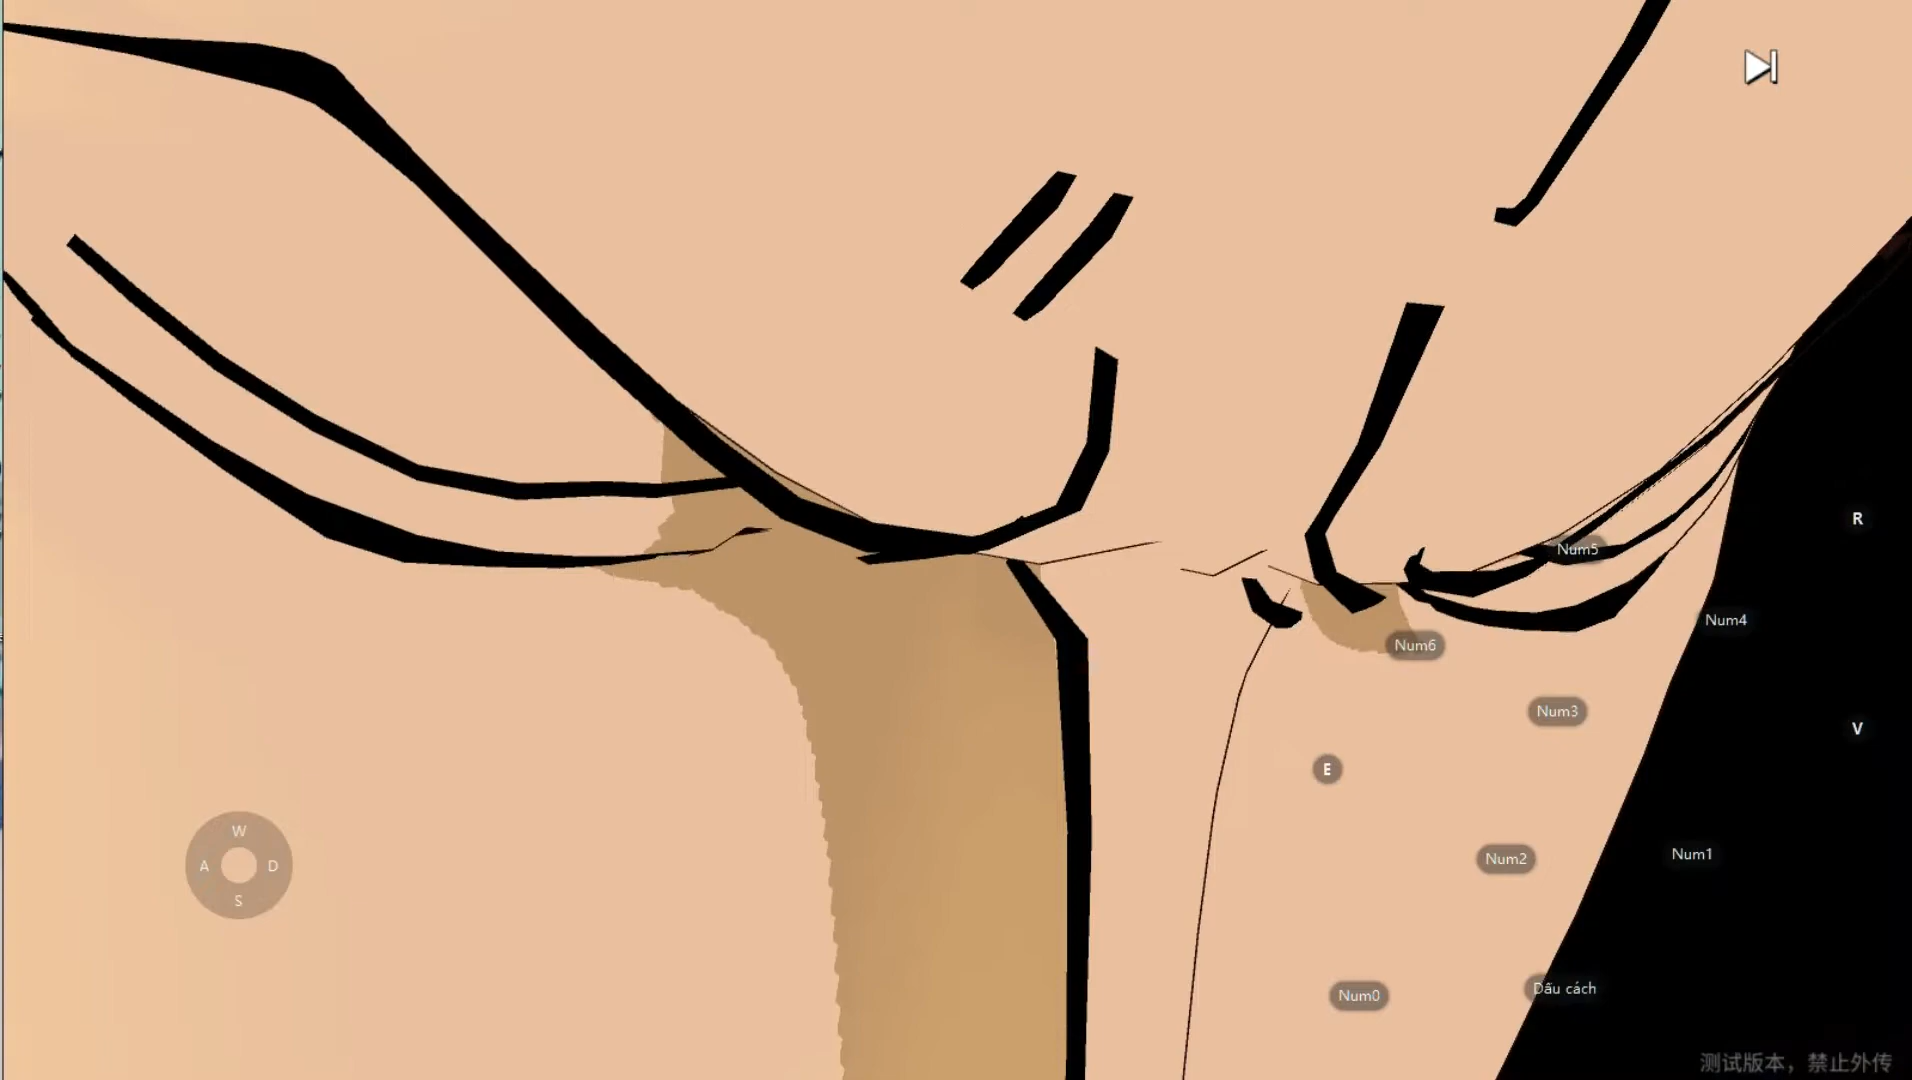 R
Num5
Num4
Num6
Num3
V
E
W
A D
S
Num2
Num1
Num0
Dấu cách
测试版本，禁止外传